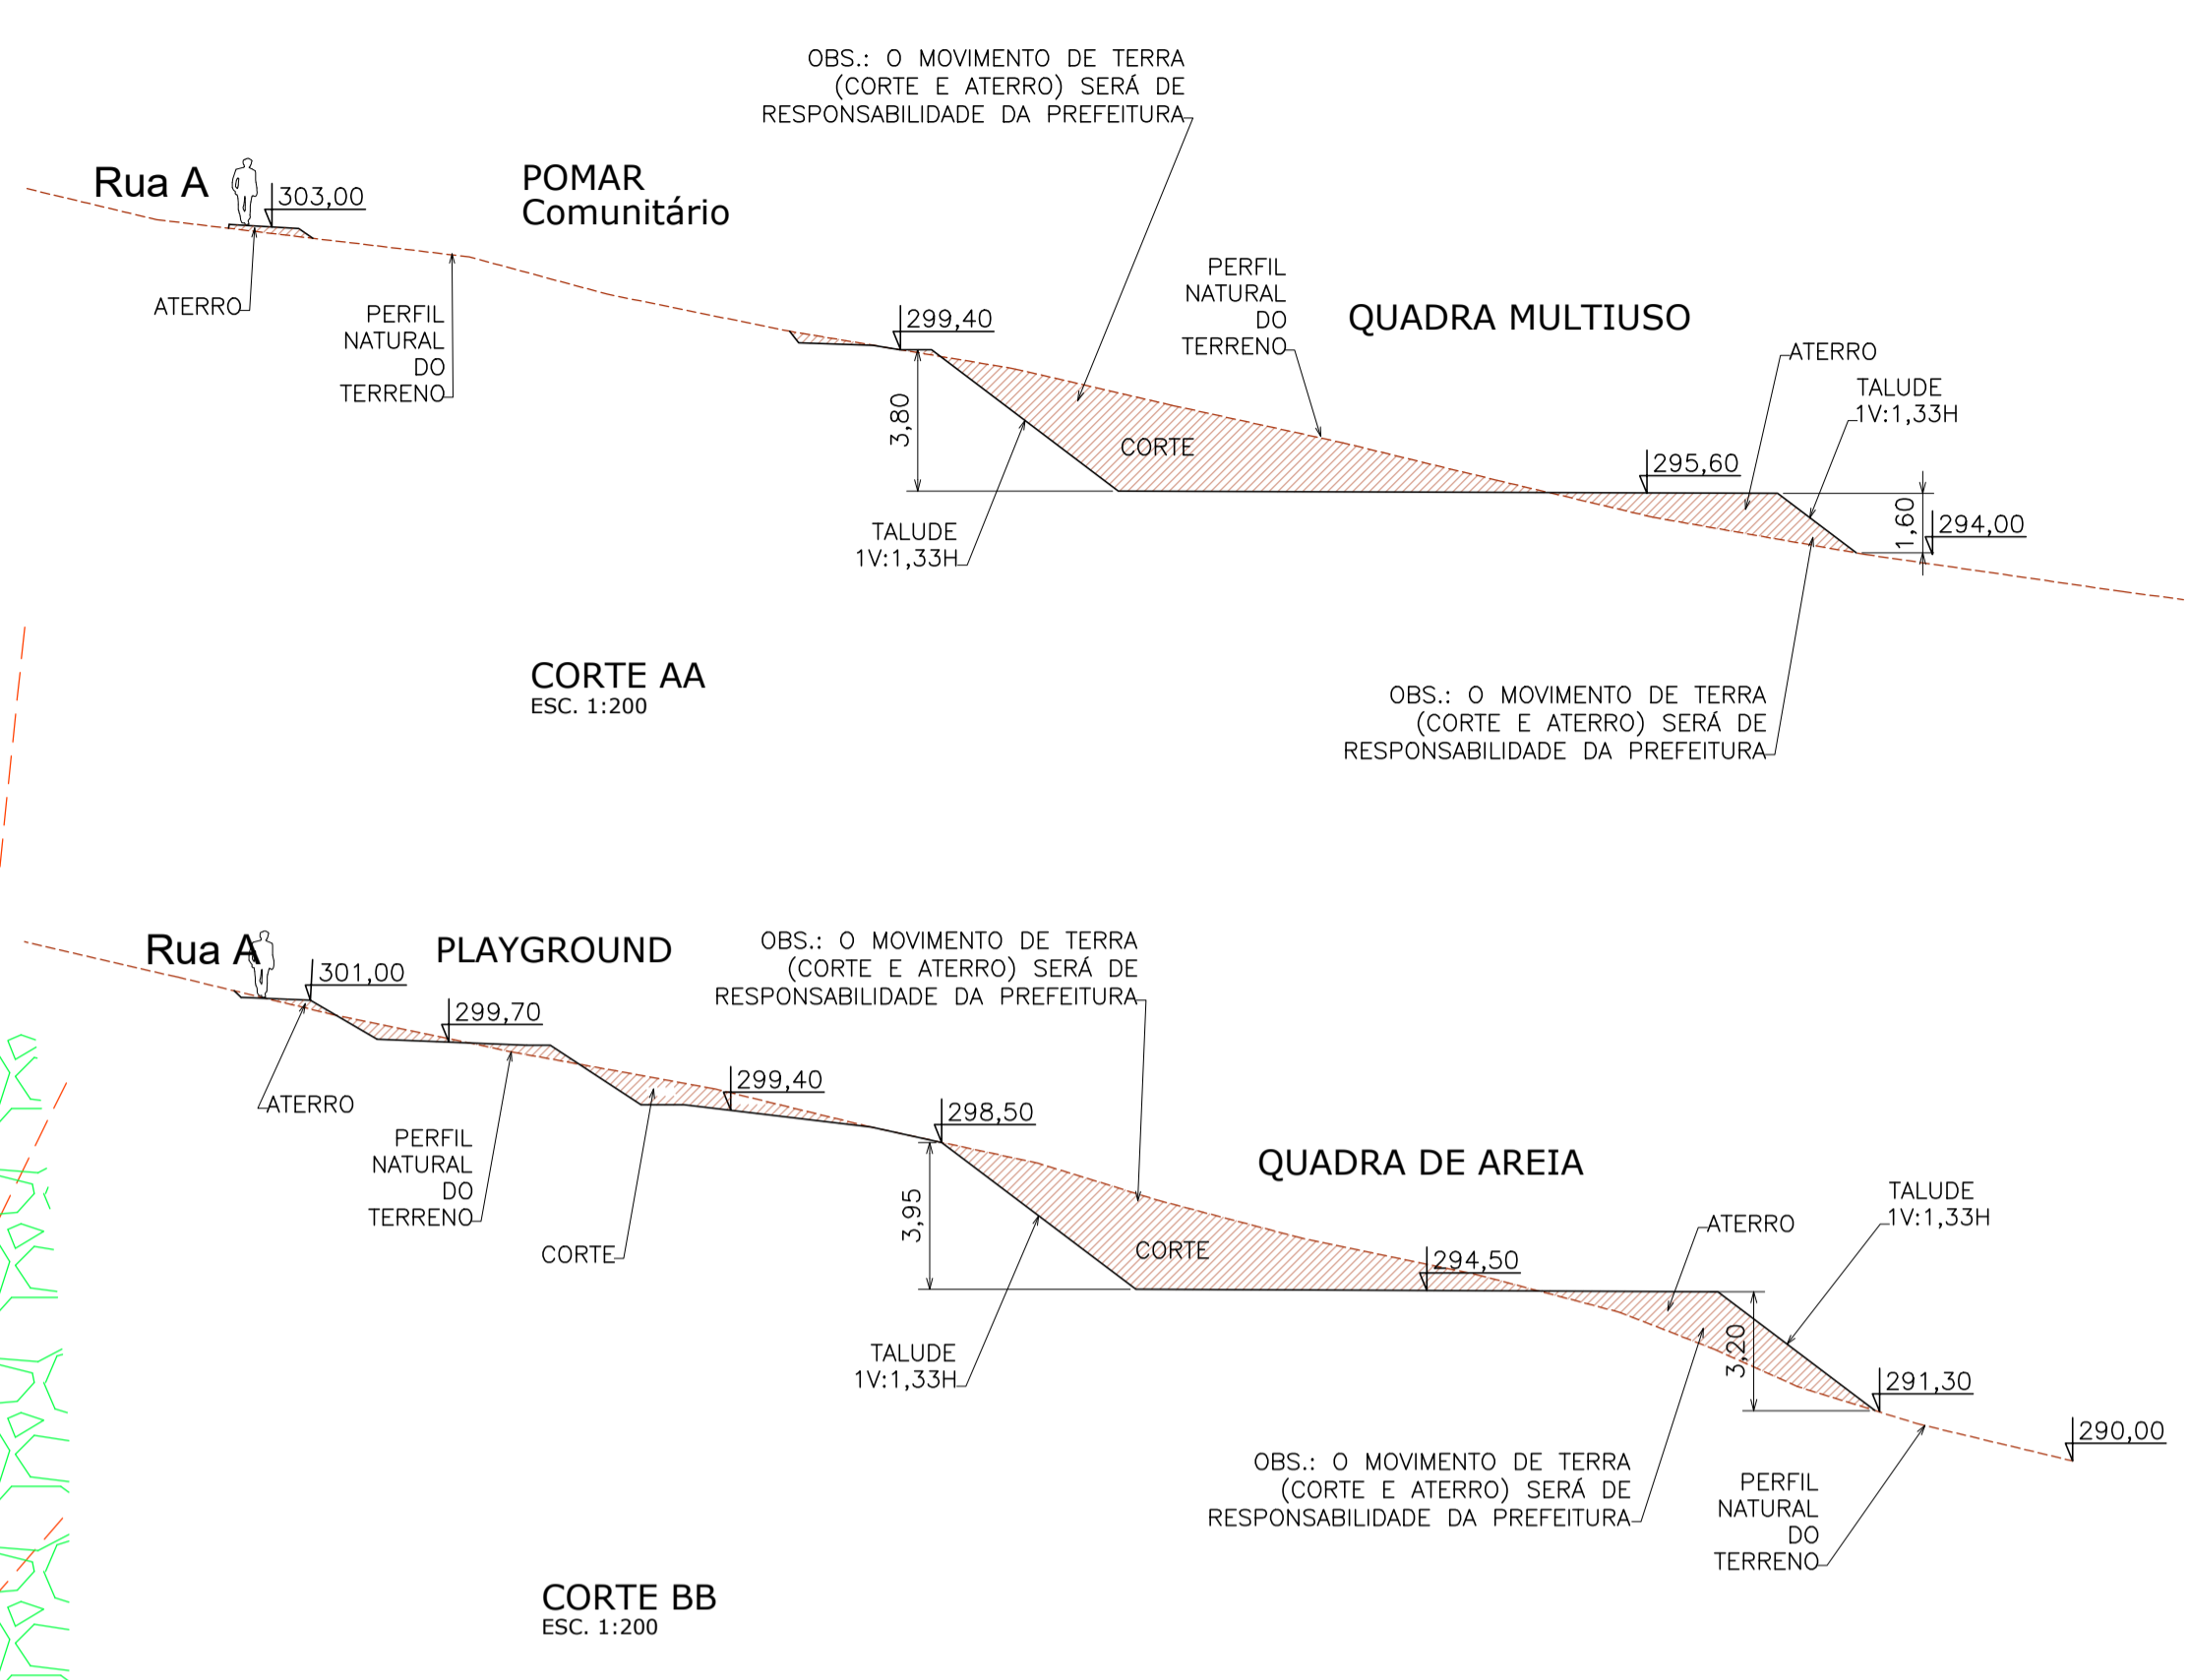 OBS.: O MOVIMENTO DE TERRA
(CORTE E ATERRO) SERÁ DE
RESPONSABILIDADE DA PREFEITURA
Rua A
303,00
POMAR
Comunitário
ATERRO
PERFIL
NATURAL
DO
TERRENO
299,40
3,80
PERFIL
NATURAL
DO
TERRENO
QUADRA MULTIUSO
ATERRO
TALUDE
1V:1,33H
CORTE
295,60
1,60
294,00
TALUDE
1V:1,33H
OBS.: O MOVIMENTO DE TERRA
(CORTE E ATERRO) SERÁ DE
RESPONSABILIDADE DA PREFEITURA
CORTE AA
ESC. 1:200
Rua A
301,00
PLAYGROUND
299,70
OBS.: O MOVIMENTO DE TERRA
(CORTE E ATERRO) SERÁ DE
RESPONSABILIDADE DA PREFEITURA
ATERRO
299,40
298,50
PERFIL
NATURAL
DO
TERRENO
CORTE
3,95
QUADRA DE AREIA
CORTE
294,50
ATERRO
TALUDE
1V:1,33H
TALUDE
1V:1,33H
3,20
291,30
290,00
OBS.: O MOVIMENTO DE TERRA
(CORTE E ATERRO) SERÁ DE
RESPONSABILIDADE DA PREFEITURA
PERFIL
NATURAL
DO
TERRENO
CORTE BB
ESC. 1:200